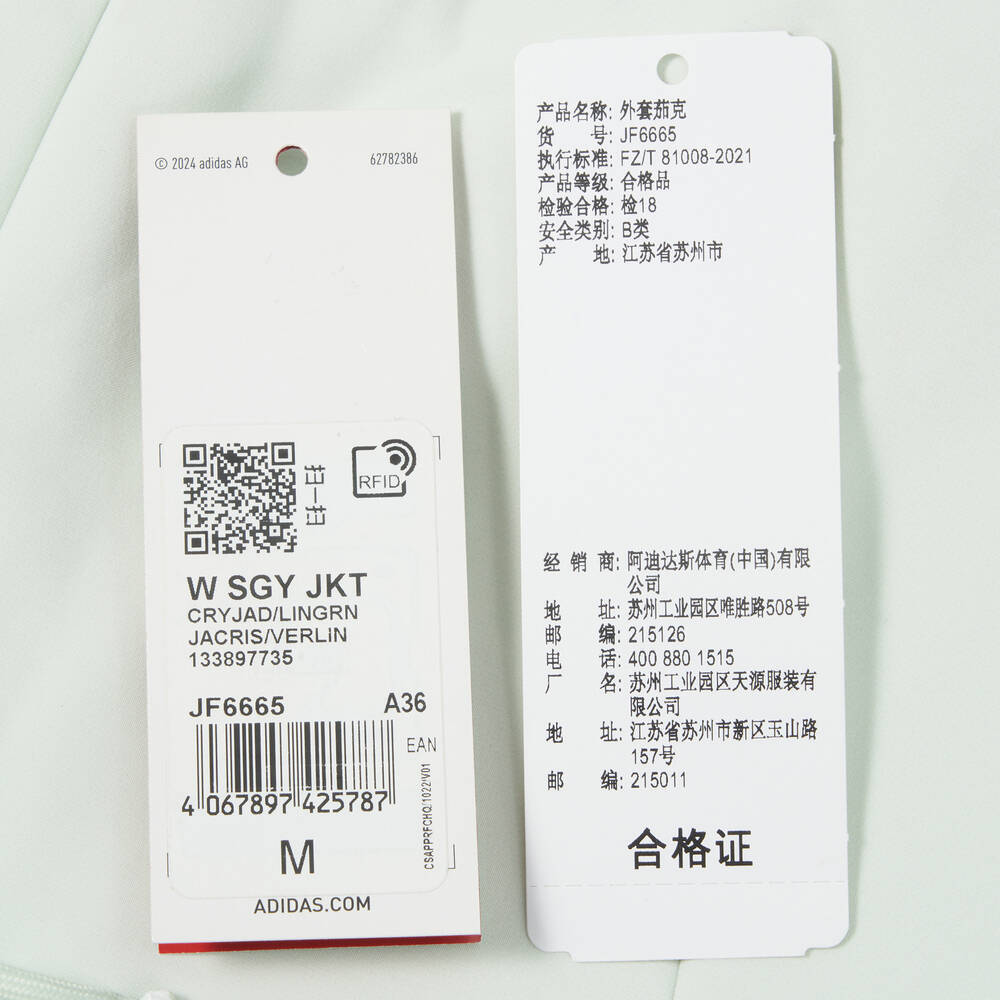 © 2024 adidas AG
62782386
扫一扫
RFID
W SGY JKT
CRYJAD/LINGRN
JACRIS/VERLIN
133897735
JF6665 A36
EAN
4 067897 425787
CSAPPRFCHQ/1022/V01
M
ADIDAS.COM
产品名称: 外套茄克
货 号: JF6665
执行标准: FZ/T 81008-2021
产品等级: 合格品
检验合格: 检18
安全类别: B类
产 地: 江苏省苏州市
经 销 商: 阿迪达斯体育(中国)有限
公司
地 址: 苏州工业园区唯胜路508号
邮 编: 215126
电 话: 400 880 1515
厂 名: 苏州工业园区天源服装有
限公司
地 址: 江苏省苏州市新区玉山路
157号
邮 编: 215011
合格证